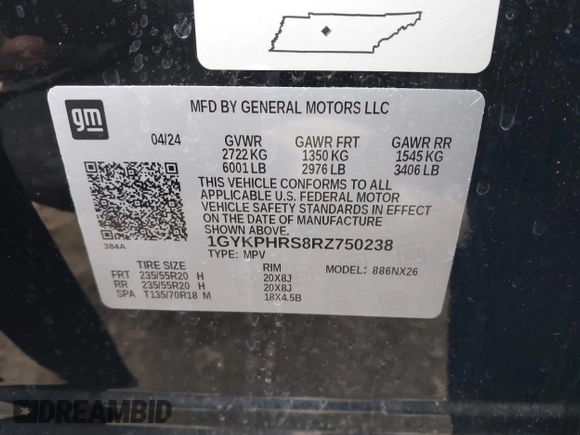 gm
MFD BY GENERAL MOTORS LLC
04/24 GVWR GAWR FRT GAWR RR
2722 KG 1350 KG 1545 KG
6001 LB 2976 LB 3406 LB
THIS VEHICLE CONFORMS TO ALL
APPLICABLE U.S. FEDERAL MOTOR
VEHICLE SAFETY STANDARDS IN EFFECT
ON THE DATE OF MANUFACTURE
SHOWN ABOVE.
1GYKPHRS8RZ750238
384A
TYPE: MPV
TIRE SIZE RIM MODEL: 886NX26
FRT 235/55R20 H 20X8J
RR 235/55R20 H 20X8J
SPA T135/70R18 M 18X4.5B
DREAMBID